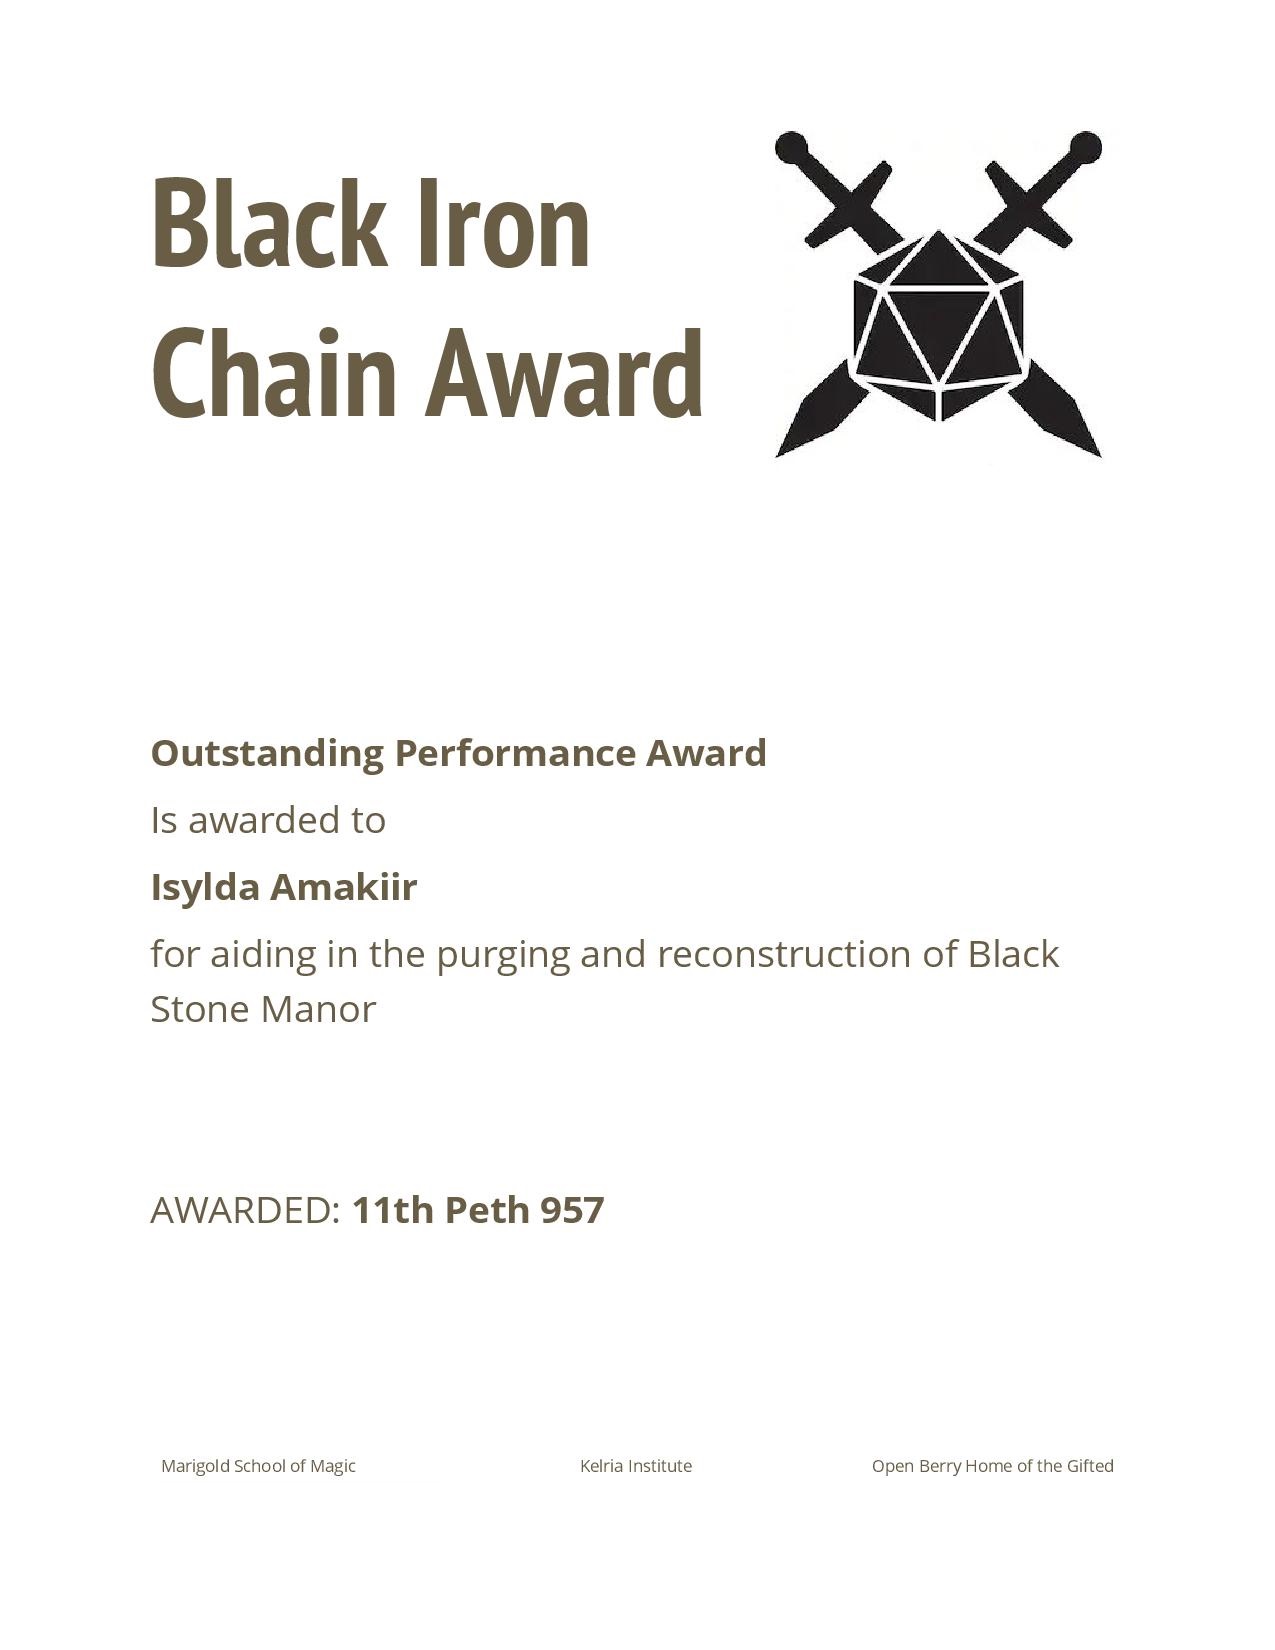 Black Iron
Chain Award
Outstanding Performance Award
Is awarded to
Isylda Amakiir
for aiding in the purging and reconstruction of Black
Stone Manor
AWARDED: 11th Peth 957
Marigold School of Magic
Kelria Institute
Open Berry Home of the Gifted